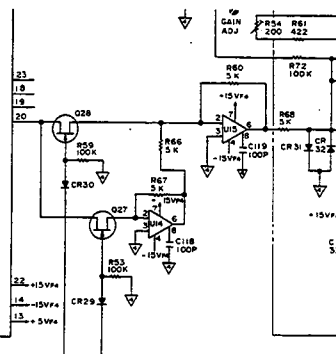 GAIN
ADJ
R54 R61
200 422
R72
100K
23
18
19
20
Q28
R60
5K
+15VF4
2
7
6
3
U15
4
8
-15VF4
C119
100P
R68
5K
CR31
CR
32
R59
100K
R66
5K
CR30
R67
5K
+15VF4
Q27
2
7
6
3
U14
4
8
-15VF4
C118
100P
R53
100K
+15VF
CR29
22 +15VF4
14 -15VF4
13 +5VF4